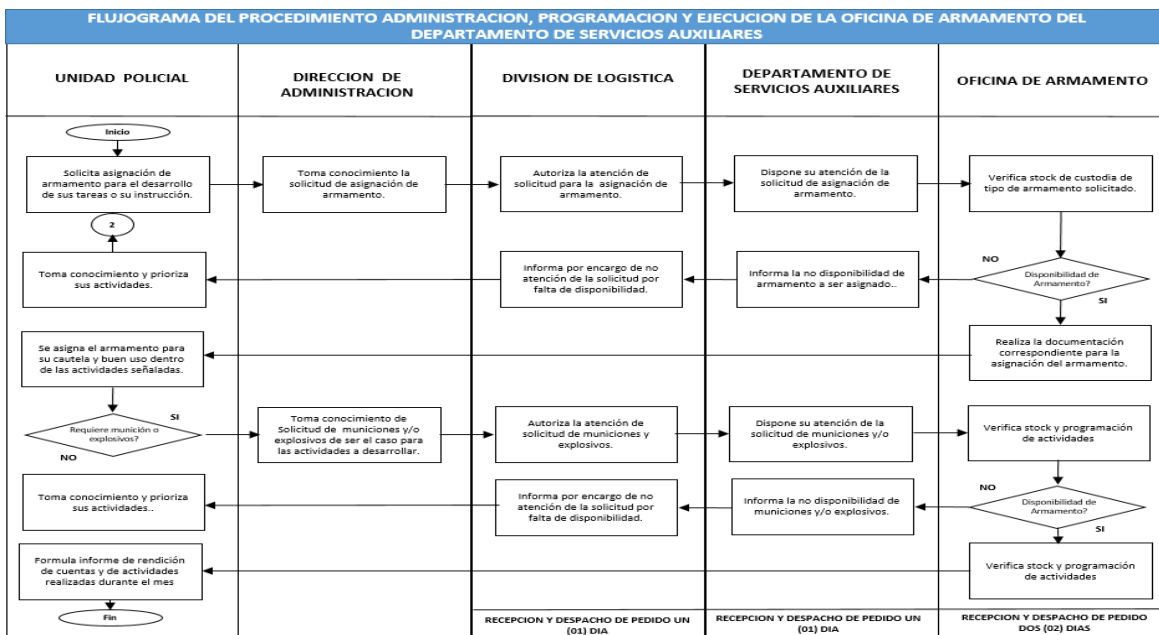 FLUJOGRAMA DEL PROCEDIMIENTO ADMINISTRACION, PROGRAMACION Y EJECUCION DE LA OFICINA DE ARMAMENTO DEL
DEPARTAMENTO DE SERVICIOS AUXILIARES
UNIDAD POLICIAL
DIRECCION DE
ADMINISTRACION
DIVISION DE LOGISTICA
DEPARTAMENTO DE
SERVICIOS AUXILIARES
OFICINA DE ARMAMENTO
Inicio
Solicita asignación de
armamento para el desarrollo
de sus tareas o su instrucción.
Toma conocimiento la
solicitud de asignación de
armamento.
Autoriza la atención de
solicitud para la asignación de
armamento.
Dispone su atención de la
solicitud de asignación de
armamento.
Verifica stock de custodia de
tipo de armamento solicitado.
2
Toma conocimiento y prioriza
sus actividades.
Informa por encargo de no
atención de la solicitud por
falta de disponibilidad.
Informa la no disponibilidad de
armamento a ser asignado..
NO
Disponibilidad de
Armamento?
SI
Se asigna el armamento para
su cautela y buen uso dentro
de las actividades señaladas.
Realiza la documentación
correspondiente para la
asignación del armamento.
SI
Requiere munición o
explosivos?
NO
Toma conocimiento de
Solicitud de municiones y/o
explosivos de ser el caso para
las actividades a desarrollar.
Autoriza la atención de
solicitud de municiones y
explosivos.
Dispone su atención de la
solicitud de municiones y/o
explosivos.
Verifica stock y programación
de actividades
Toma conocimiento y prioriza
sus actividades..
Informa por encargo de no
atención de la solicitud por
falta de disponibilidad.
Informa la no disponibilidad de
municiones y/o explosivos.
NO
Disponibilidad de
Armamento?
SI
Formula informe de rendición
de cuentas y de actividades
realizadas durante el mes
Verifica stock y programación
de actividades
Fin
RECEPCION Y DESPACHO DE PEDIDO UN
(01) DIA
RECEPCION Y DESPACHO DE PEDIDO UN
(01) DIA
RECEPCION Y DESPACHO DE PEDIDO
DOS (02) DIAS